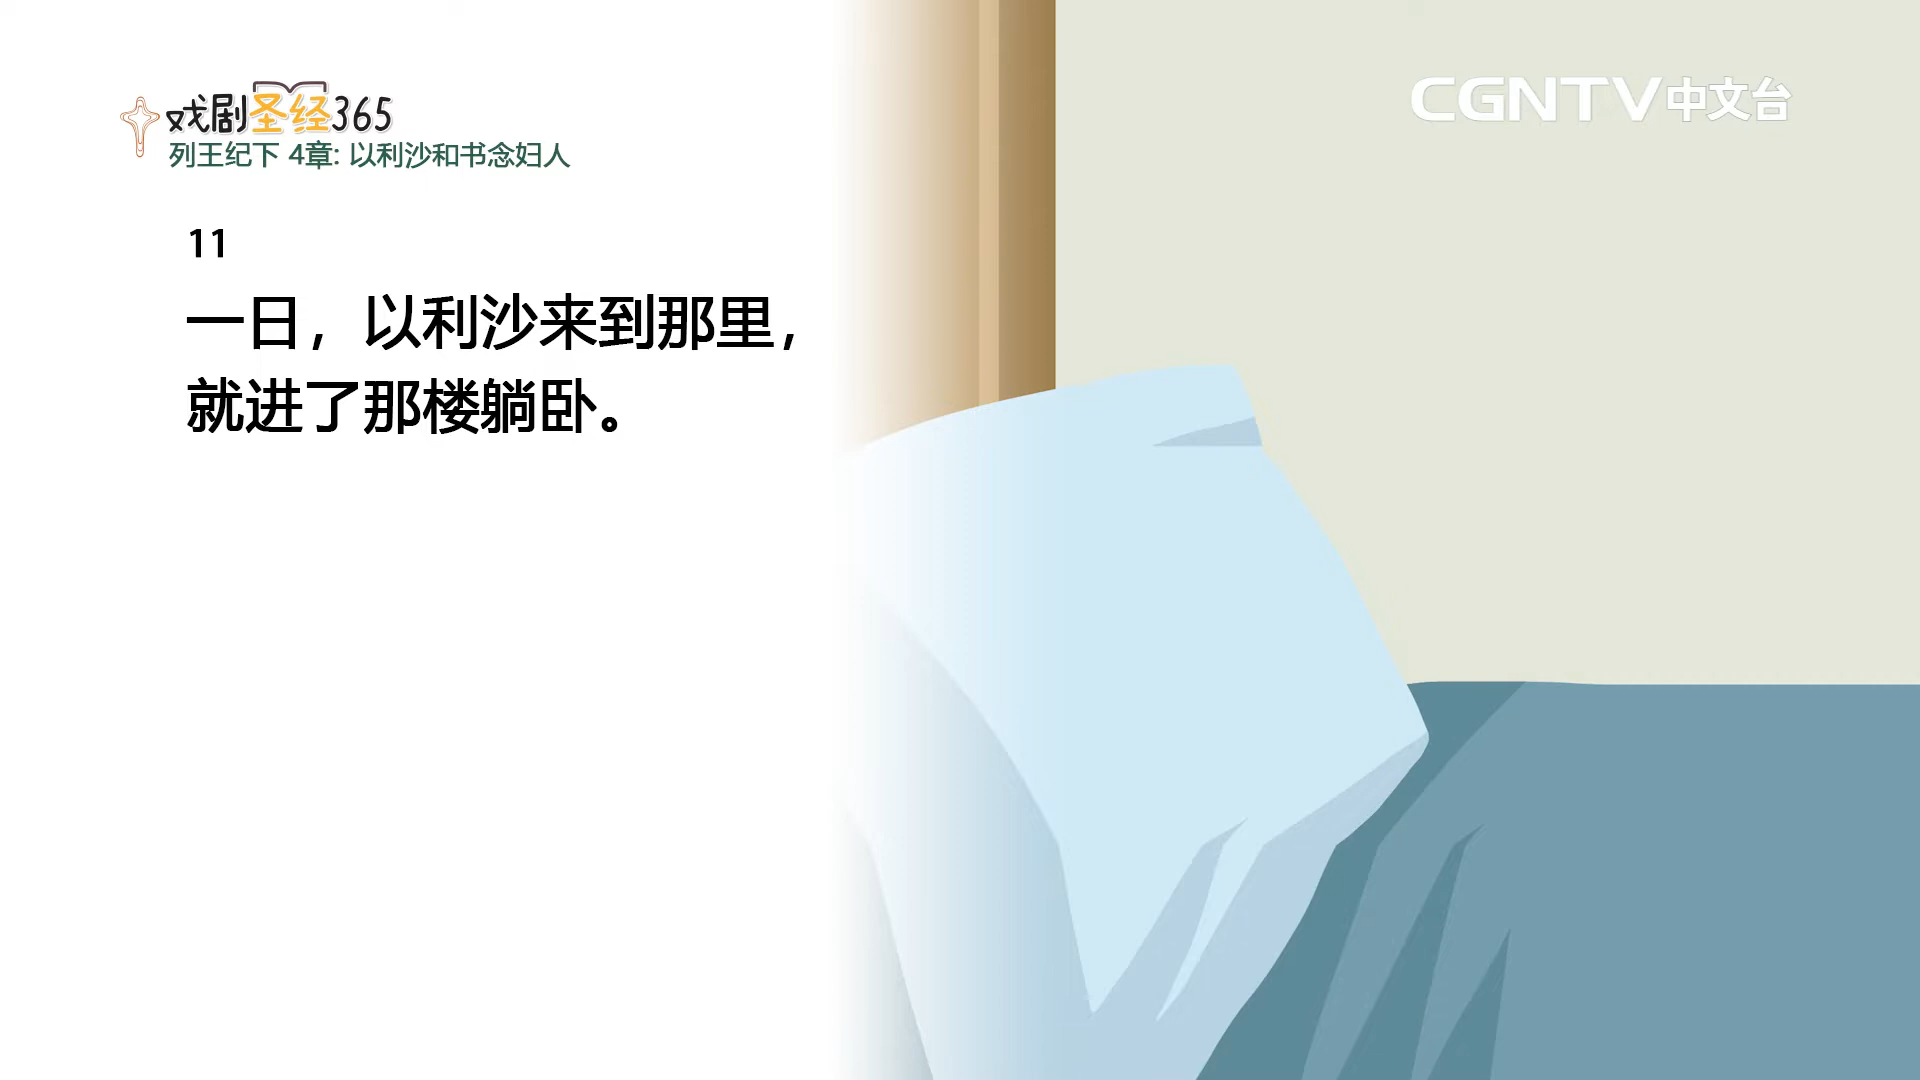 戏剧圣经365
CGNTV中文台
列王纪下 4章: 以利沙和书念妇人
11
一日，以利沙来到那里，
就进了那楼躺卧。